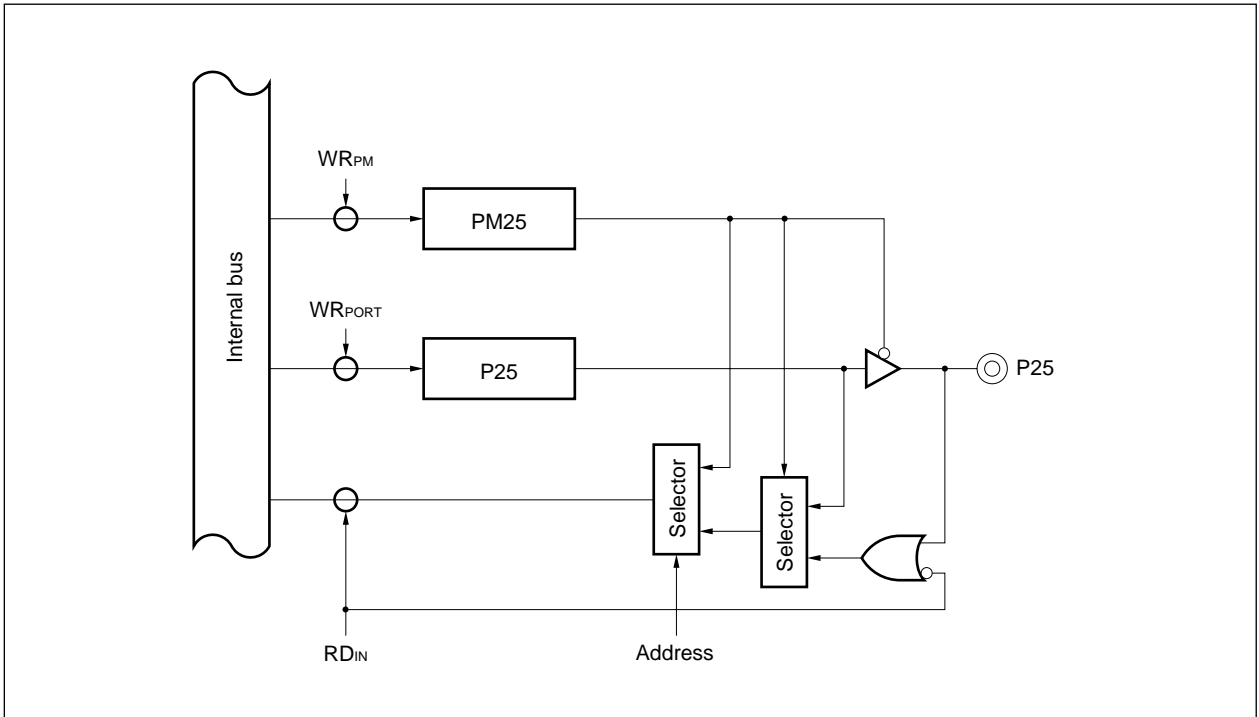 WRPM
PM25
Internal bus
WRPORT
P25
P25
Selector
Selector
RDIN
Address